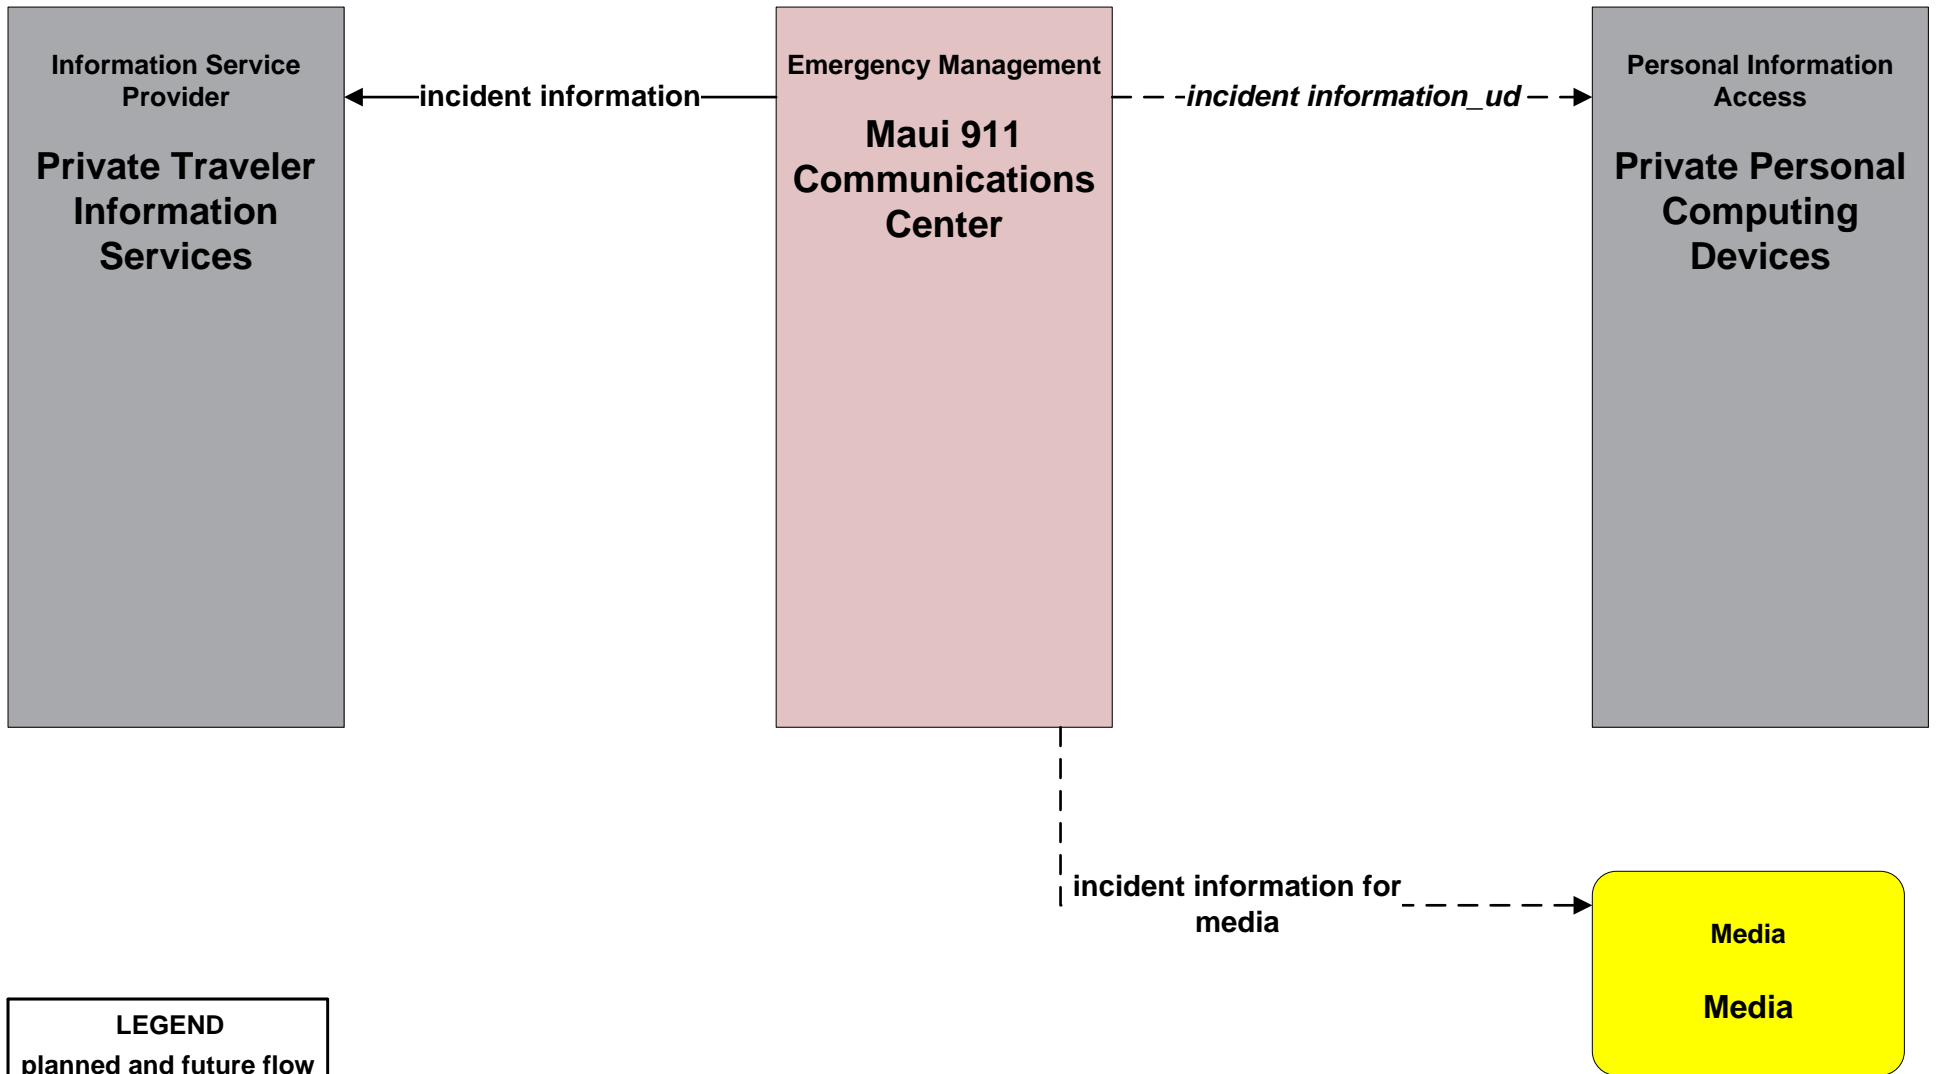 Information Service
Provider
Private Traveler
Information
Services
incident information
Emergency Management
Maui 911
Communications
Center
incident information_ud
Personal Information
Access
Private Personal
Computing
Devices
incident information for
media
Media
Media
LEGEND
planned and future flow